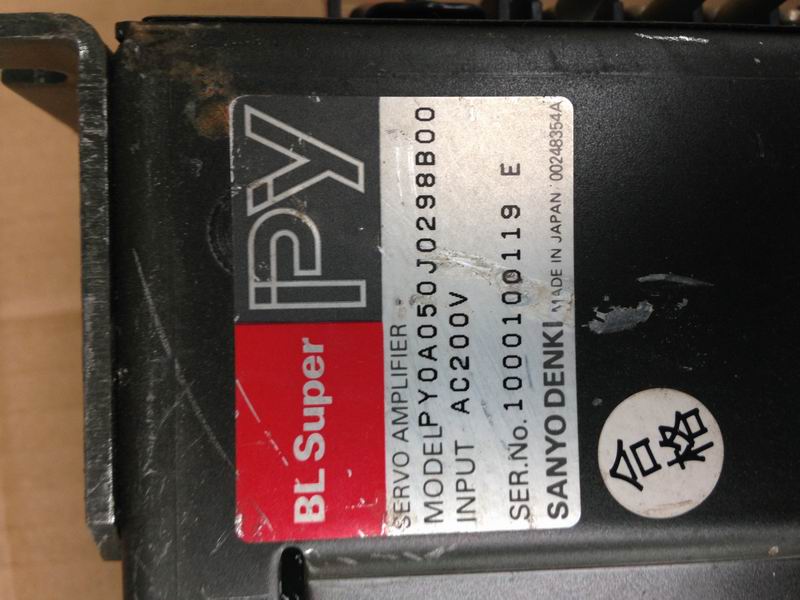 BL Super PY
SERVO AMPLIFIER
MODEL PY0A050J0298B00
INPUT AC200V
SER.No. 1000100119 E
SANYO DENKI MADE IN JAPAN 00248354A
合格